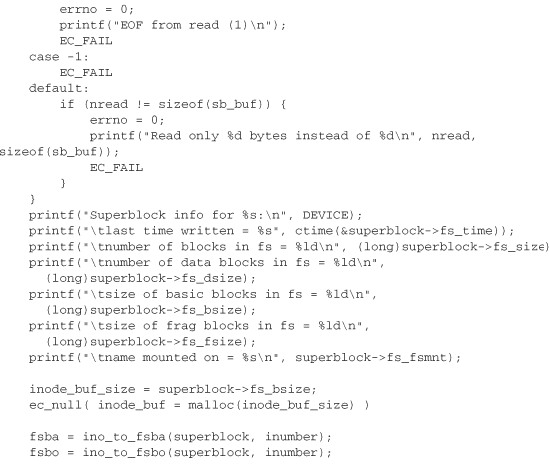 errno = 0;
printf("EOF from read (1)\n");
EC_FAIL
case -1:
EC_FAIL
default:
if (nread != sizeof(sb_buf)) {
errno = 0;
printf("Read only %d bytes instead of %d\n", nread,
sizeof(sb_buf));
EC_FAIL
}
}
printf("Superblock info for %s:\n", DEVICE);
printf("\tlast time written = %s", ctime(&superblock->fs_time));
printf("\tnumber of blocks in fs = %ld\n", (long)superblock->fs_size)
printf("\tnumber of data blocks in fs = %ld\n",
(long)superblock->fs_dsize);
printf("\tsize of basic blocks in fs = %ld\n",
(long)superblock->fs_bsize);
printf("\tsize of frag blocks in fs = %ld\n",
(long)superblock->fs_fsize);
printf("\tname mounted on = %s\n", superblock->fs_fsmnt);
inode_buf_size = superblock->fs_bsize;
ec_null( inode_buf = malloc(inode_buf_size) )
fsba = ino_to_fsba(superblock, inumber);
fsbo = ino_to_fsbo(superblock, inumber);